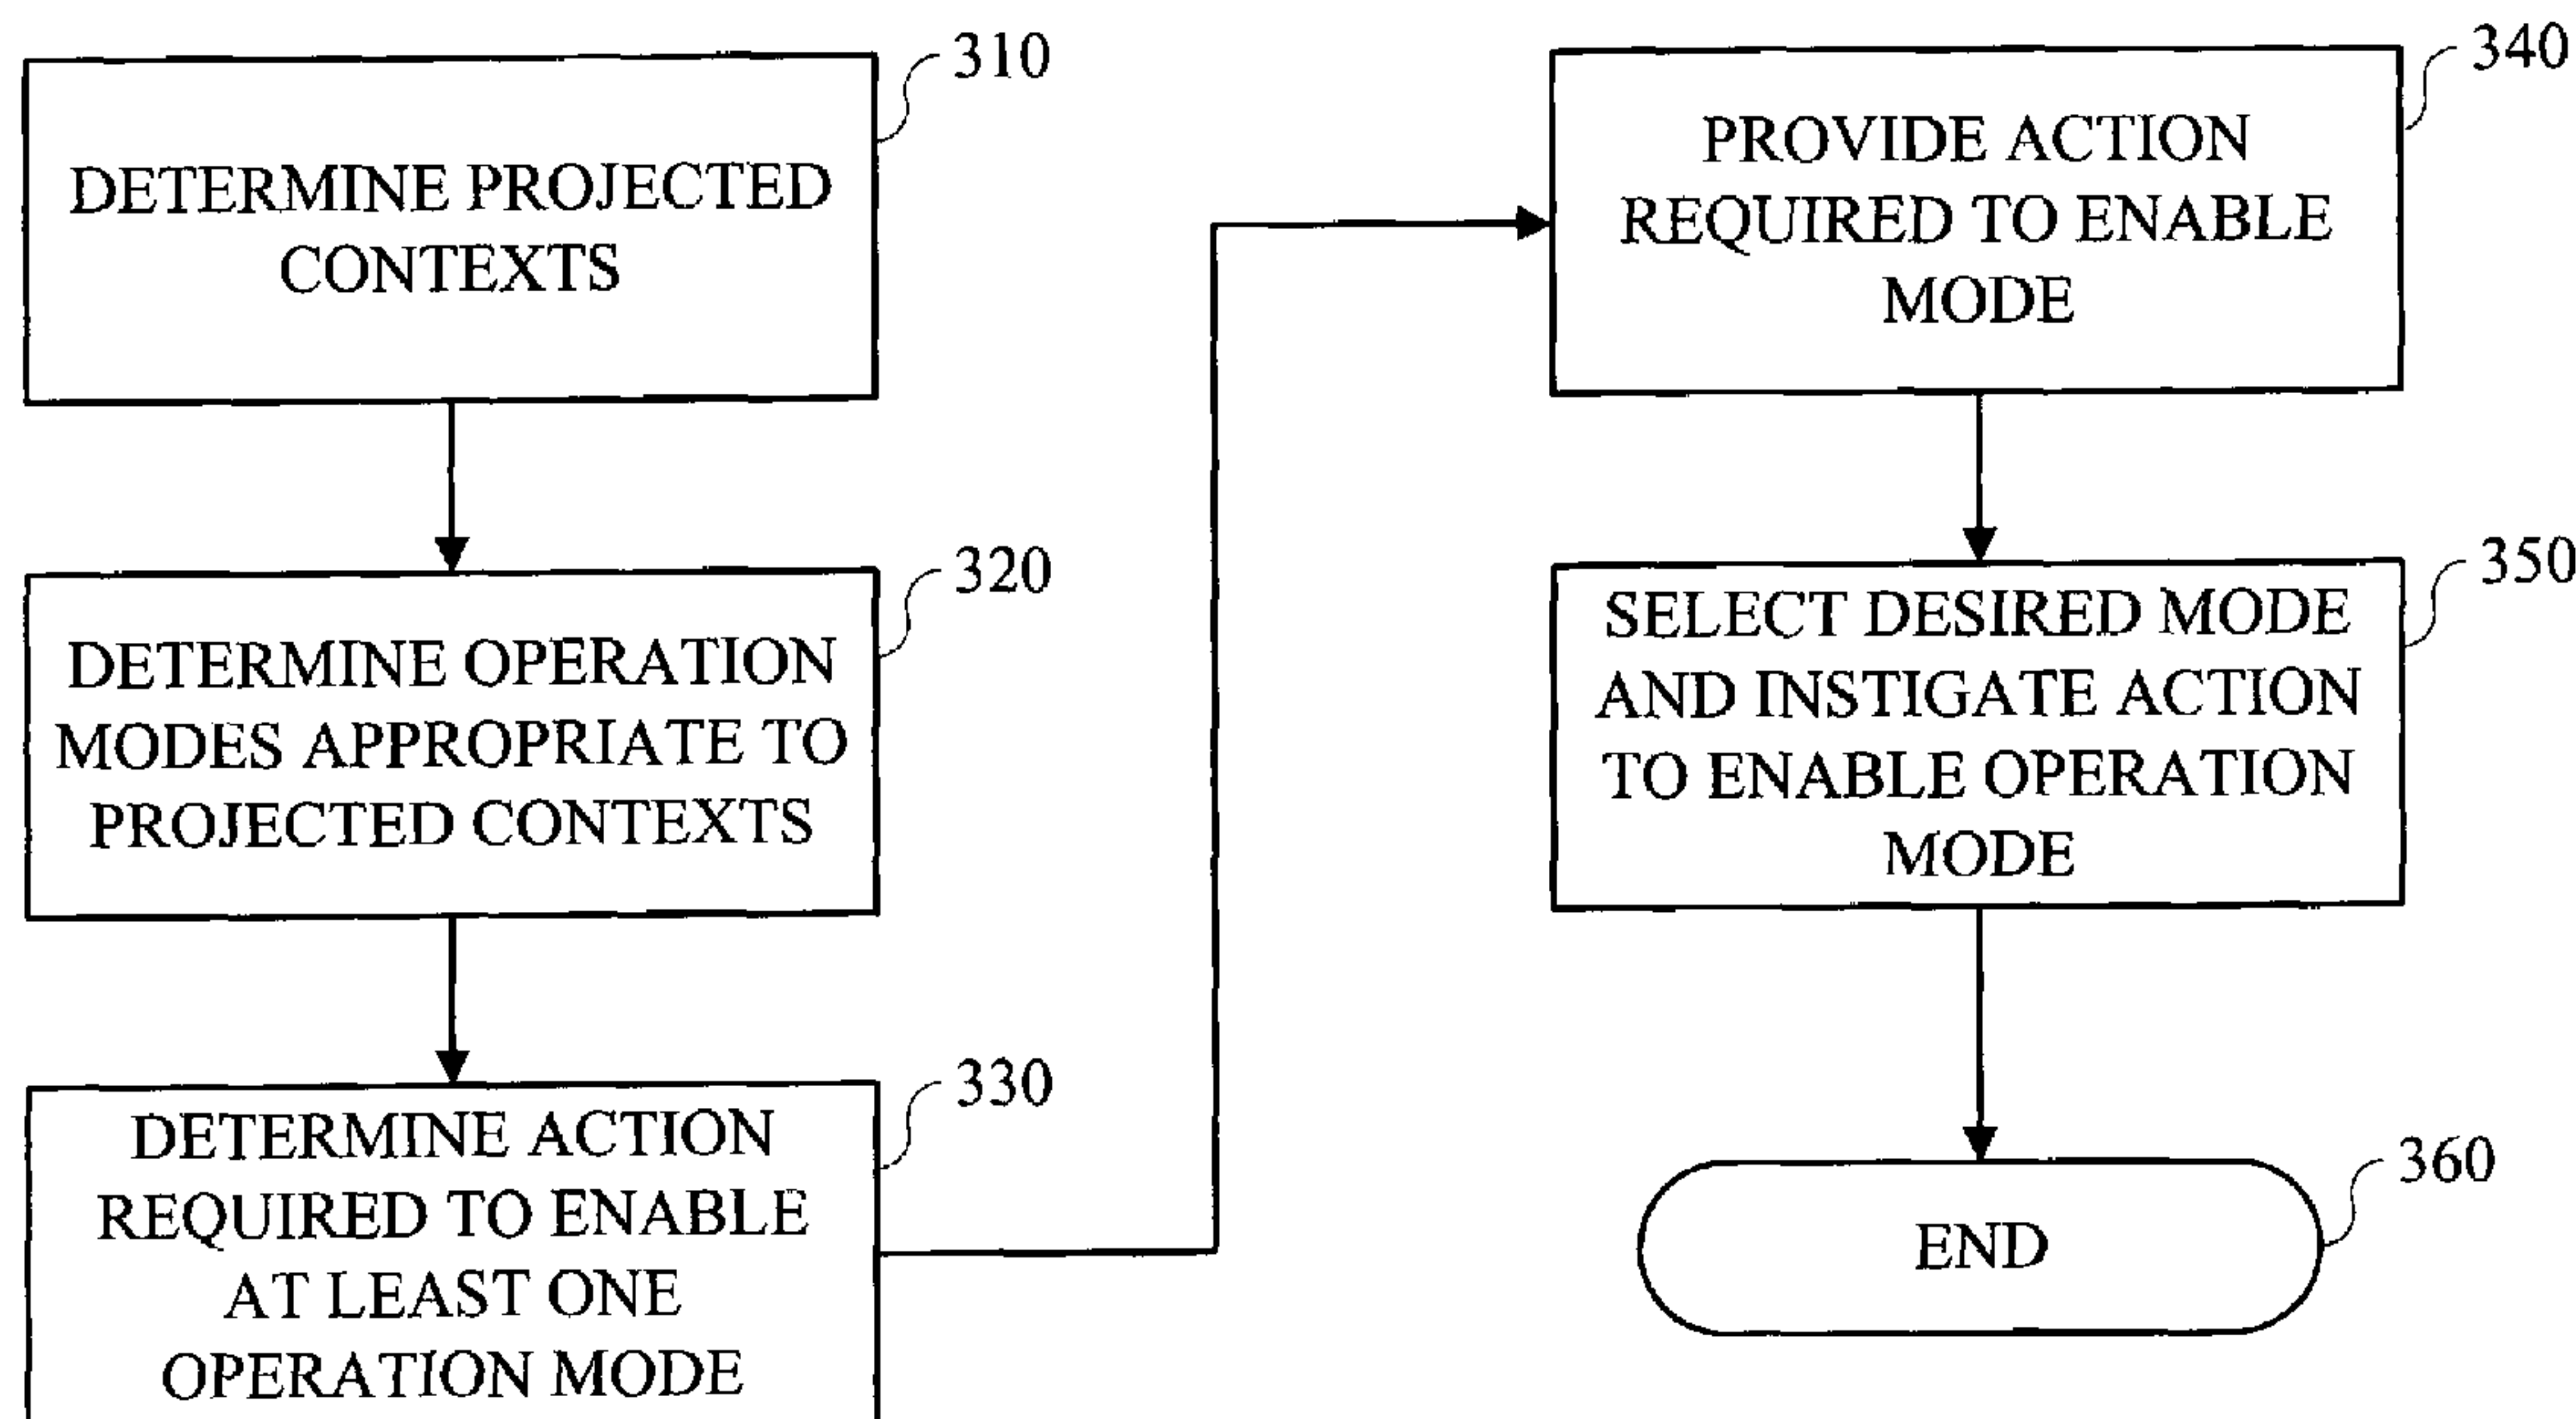 310
DETERMINE PROJECTED
CONTEXTS
320
DETERMINE OPERATION
MODES APPROPRIATE TO
PROJECTED CONTEXTS
330
DETERMINE ACTION
REQUIRED TO ENABLE
AT LEAST ONE
OPERATION MODE
340
PROVIDE ACTION
REQUIRED TO ENABLE
MODE
350
SELECT DESIRED MODE
AND INSTIGATE ACTION
TO ENABLE OPERATION
MODE
360
END